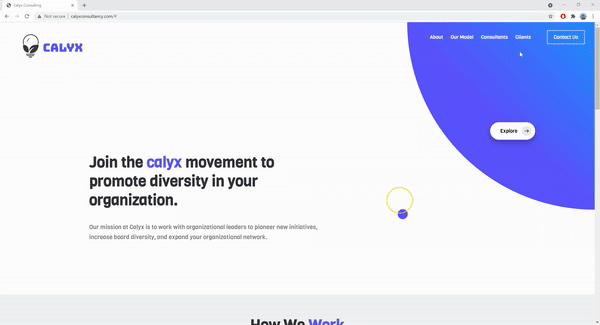 Calyx Consulting
Not secure | calyxconsultancy.com/#
CALYX
About Our Model Consultants Clients Contact Us
Explore
Join the calyx movement to
promote diversity in your
organization.
Our mission at Calyx is to work with organizational leaders to pioneer new initiatives,
increase board diversity, and expand your organizational network.
How We Work